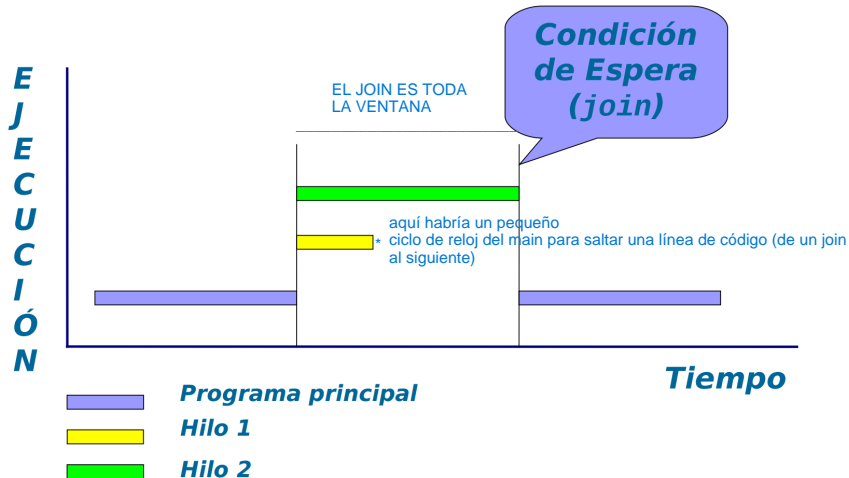 Condición
de Espera
(join)
EL JOIN ES TODA
LA VENTANA
EJECUCIÓN
aquí habría un pequeño
* ciclo de reloj del main para saltar una línea de código (de un join
al siguiente)
Tiempo
Programa principal
Hilo 1
Hilo 2